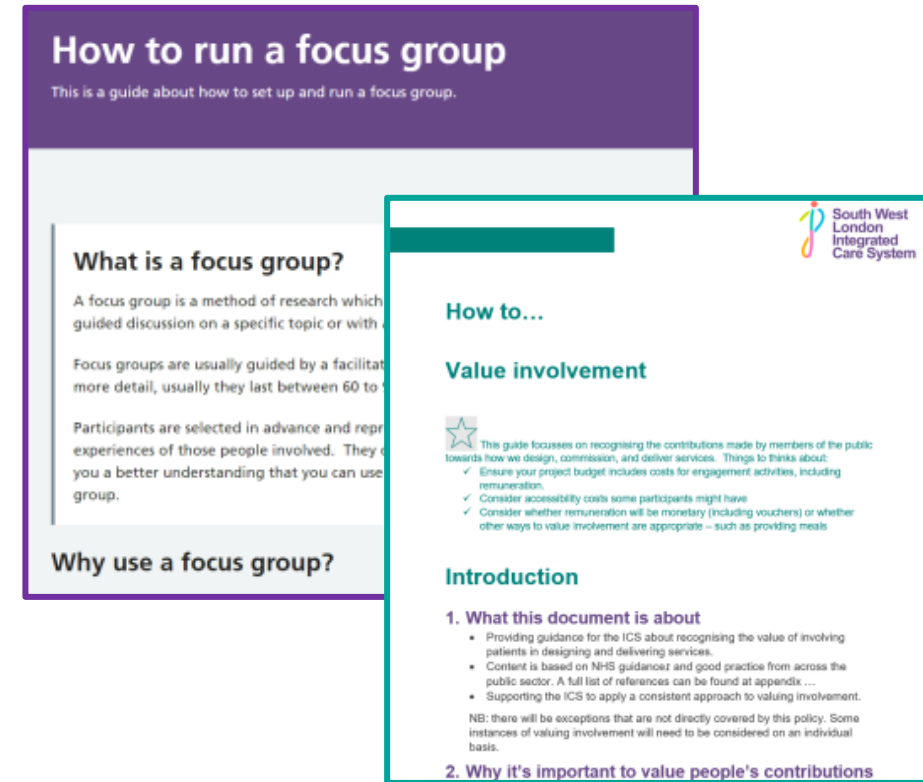 How to run a focus group
This is a guide about how to set up and run a focus group.
What is a focus group?
A focus group is a method of research which
guided discussion on a specific topic or with
Focus groups are usually guided by a facilitat
more detail, usually they last between 60 to
Participants are selected in advance and repr
experiences of those people involved. They
you a better understanding that you can use
group.
Why use a focus group?
South West
London
Integrated
Care System
How to...
Value involvement
This guide focusses on recognising the contributions made by members of the public
towards how we design, commission, and deliver services. Things to thinks about:
✓ Ensure your project budget includes costs for engagement activities, including
remuneration.
✓ Consider accessibility costs some participants might have
✓ Consider whether remuneration will be monetary (including vouchers) or whether
other ways to value involvement are appropriate – such as providing meals
Introduction
1. What this document is about
• Providing guidance for the ICS about recognising the value of involving
patients in designing and delivering services.
• Content is based on NHS guidancez and good practice from across the
public sector. A full list of references can be found at appendix ...
• Supporting the ICS to apply a consistent approach to valuing involvement.
NB: there will be exceptions that are not directly covered by this policy. Some
instances of valuing involvement will need to be considered on an individual
basis.
2. Why it's important to value people's contributions